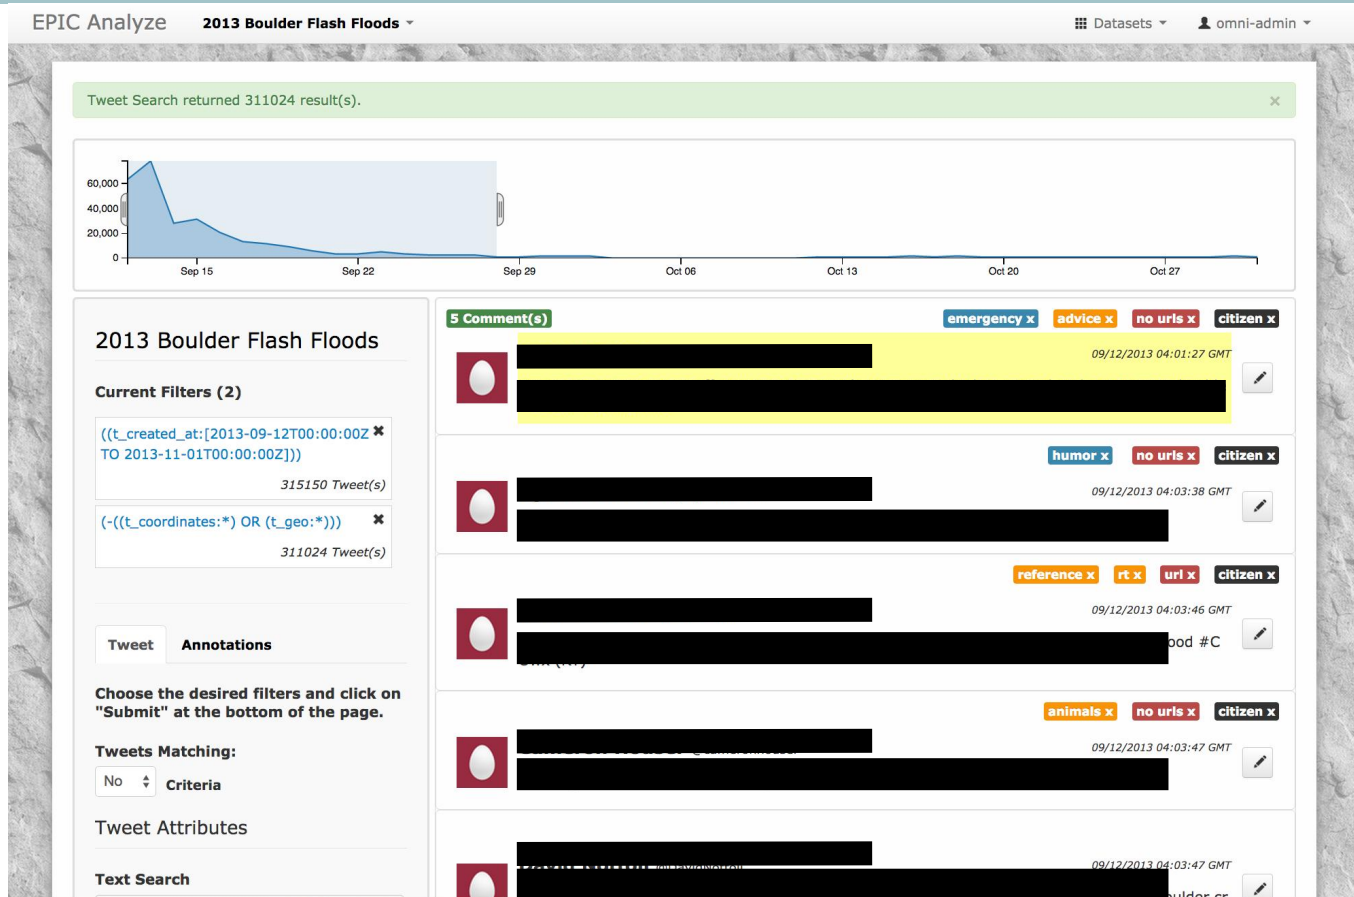 EPIC Analyze 2013 Boulder Flash Floods Datasets omni-admin
Tweet Search returned 311024 result(s). ×
60,000
40,000
20,000
0
Sep 15 Sep 22 Sep 29 Oct 06 Oct 13 Oct 20 Oct 27
2013 Boulder Flash Floods
Current Filters (2)
((t_created_at:[2013-09-12T00:00:00Z
TO 2013-11-01T00:00:00Z]))
315150 Tweet(s)
(-((t_coordinates:*) OR (t_geo:*)))
311024 Tweet(s)
Tweet Annotations
Choose the desired filters and click on
"Submit" at the bottom of the page.
Tweets Matching:
No Criteria
Tweet Attributes
Text Search
5 Comment(s) emergency x advice x no urls x citizen x
09/12/2013 04:01:27 GMT
humor x no urls x citizen x
09/12/2013 04:03:38 GMT
reference x rt x url x citizen x
09/12/2013 04:03:46 GMT
ood #C
animals x no urls x citizen x
09/12/2013 04:03:47 GMT
09/12/2013 04:03:47 GMT